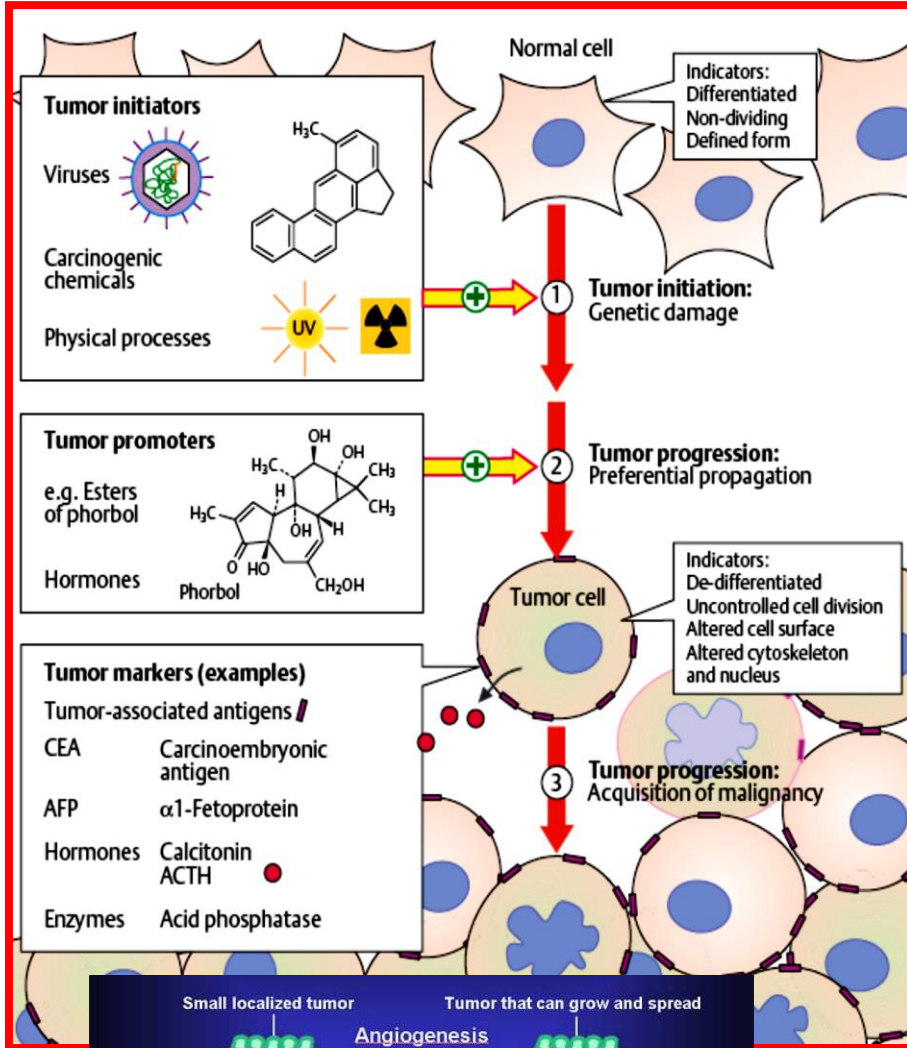 Normal cell
Indicators:
Differentiated
Non-dividing
Defined form
Tumor initiators
Viruses
H₃C
Carcinogenic
chemicals
Physical processes
UV
+
1
Tumor initiation:
Genetic damage
Tumor promoters
e.g. Esters
of phorbol
Hormones
OH
OH
H₃C
CH₃
CH₃
H
H₃C
OH
H
O
HO
CH₂OH
Phorbol
+
2
Tumor progression:
Preferential propagation
Tumor cell
Indicators:
De-differentiated
Uncontrolled cell division
Altered cell surface
Altered cytoskeleton
and nucleus
Tumor markers (examples)
Tumor-associated antigens
CEA Carcinoembryonic
antigen
AFP α1-Fetoprotein
Hormones Calcitonin
ACTH
Enzymes Acid phosphatase
3
Tumor progression:
Acquisition of malignancy
Small localized tumor Tumor that can grow and spread
Angiogenesis